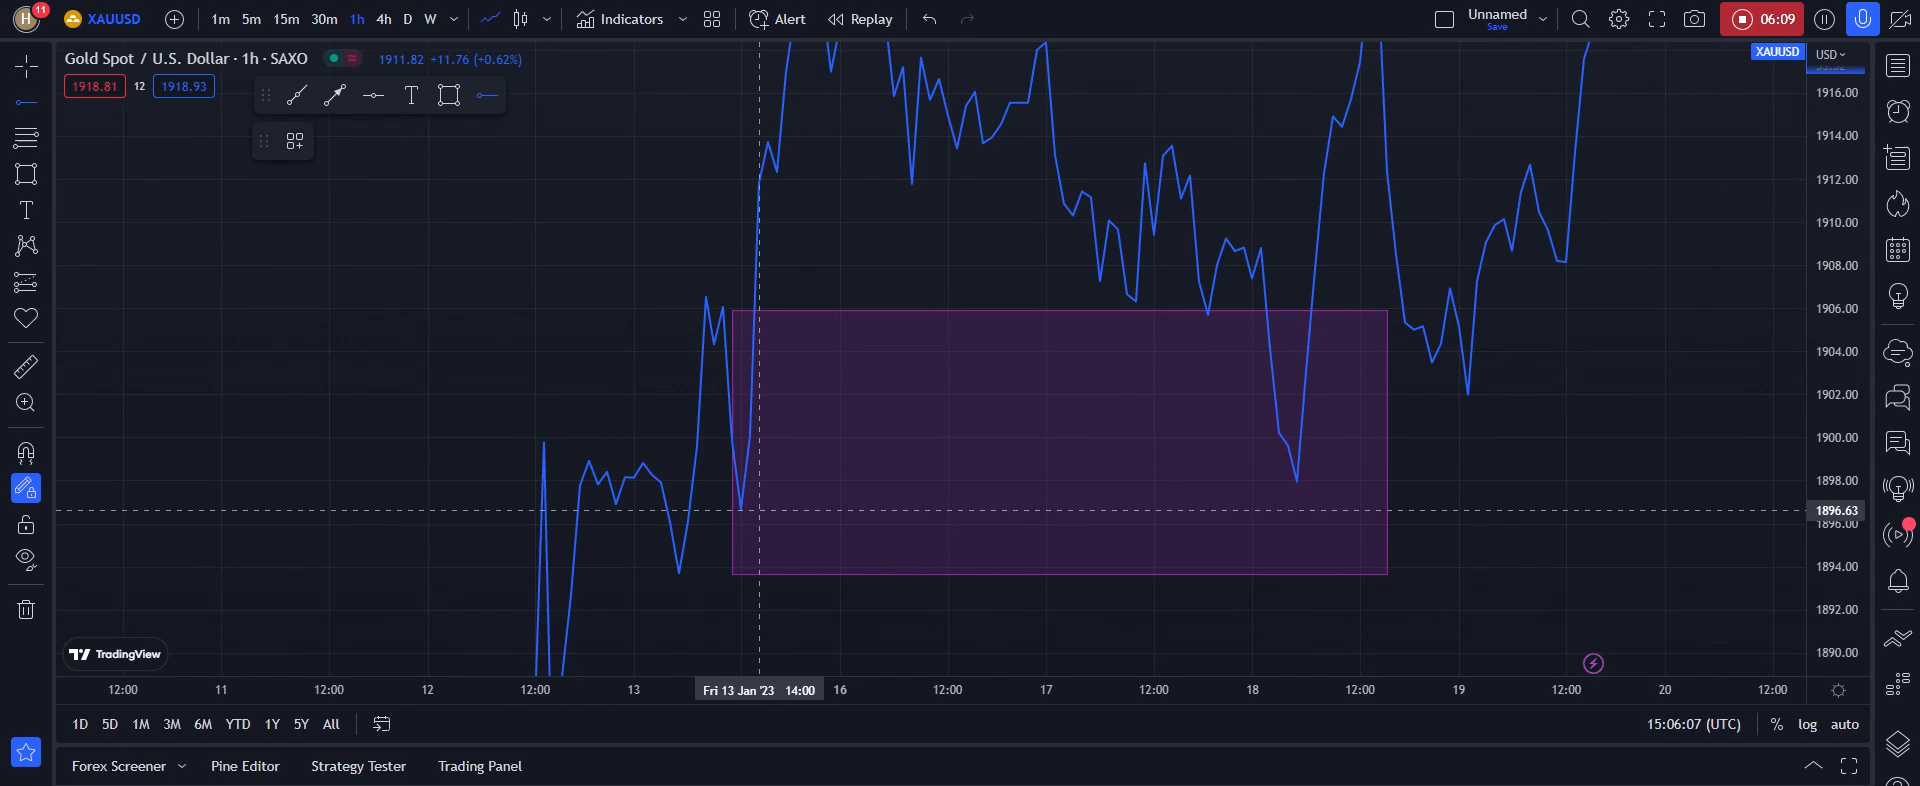 H 11 XAUUSD 1m 5m 15m 30m 1h 4h D W Indicators Alert Replay Unnamed Save 06:09
Gold Spot / U.S. Dollar · 1h · SAXO 1911.82 +11.76 (+0.62%) XAUUSD USD
1918.81 12 1918.93
T
T
1916.00
1914.00
1912.00
1910.00
1908.00
1906.00
1904.00
1902.00
1900.00
1898.00
1896.63
1896.00
1894.00
1892.00
1890.00
TradingView
12:00 11 12:00 12 12:00 13 Fri 13 Jan '23 14:00 16 12:00 17 12:00 18 12:00 19 12:00 20 12:00
1D 5D 1M 3M 6M YTD 1Y 5Y All 15:06:07 (UTC) % log auto
Forex Screener Pine Editor Strategy Tester Trading Panel